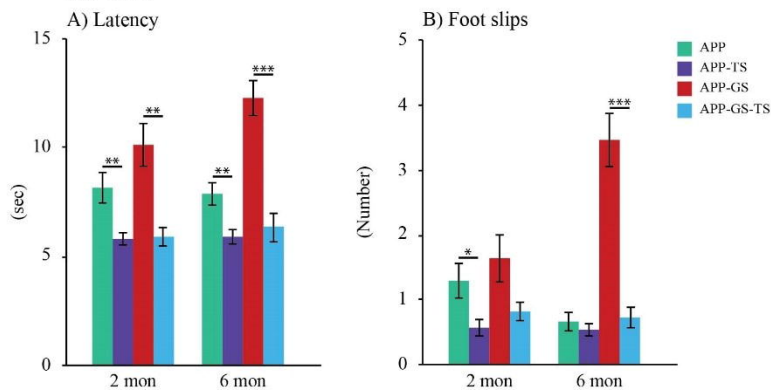 A) Latency
15
10
5
0
(sec)
**
**
**
***
2 mon
6 mon
B) Foot slips
5
4
3
2
1
0
(Number)
*
***
2 mon
6 mon
APP
APP-TS
APP-GS
APP-GS-TS